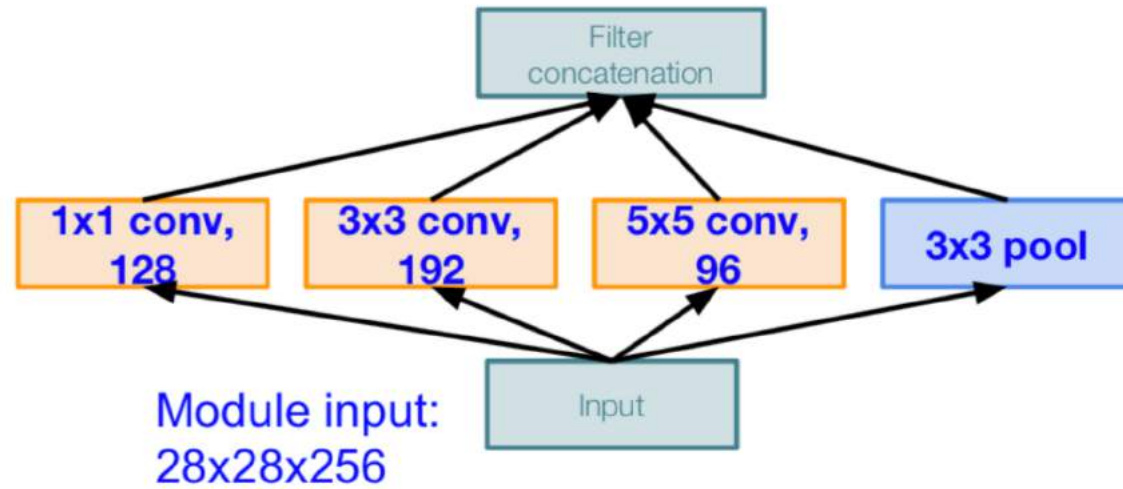 Filter
concatenation
1x1 conv,
128
3x3 conv,
192
5x5 conv,
96
3x3 pool
Input
Module input:
28x28x256